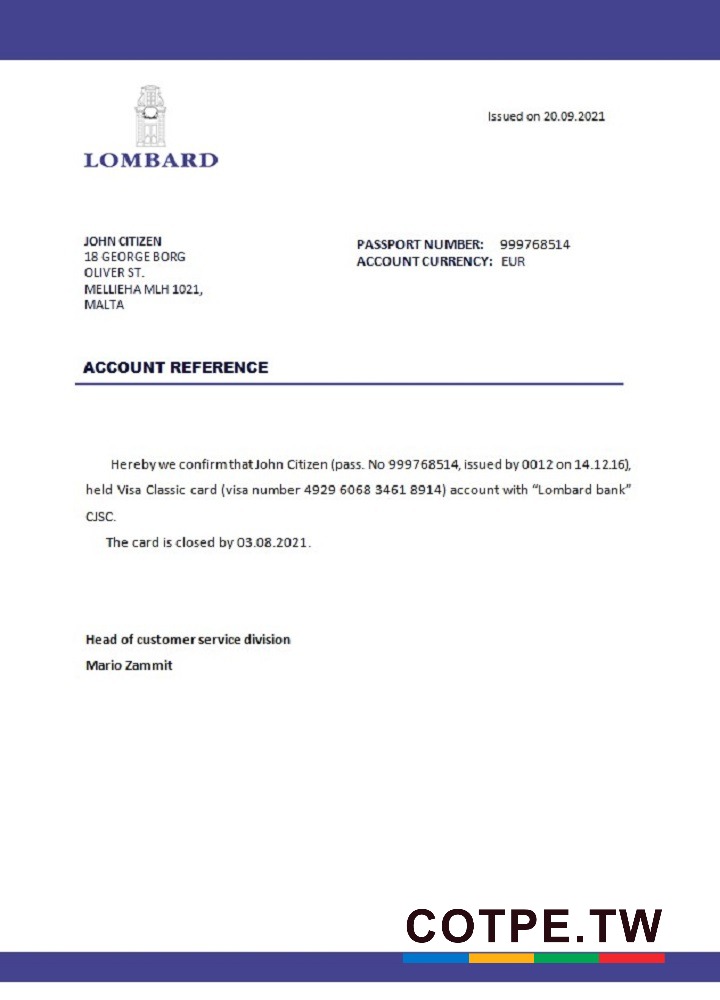 Issued on 20.09.2021
LOMBARD
JOHN CITIZEN
18 GEORGE BORG
OLIVER ST.
MELLIEHA MLH 1021,
MALTA
PASSPORT NUMBER: 999768514
ACCOUNT CURRENCY: EUR
ACCOUNT REFERENCE
Hereby we confirm that John Citizen (pass. No 999768514, issued by 0012 on 14.12.16),
held Visa Classic card (visa number 4929 6068 3461 8914) account with “Lombard bank”
CJSC.
The card is closed by 03.08.2021.
Head of customer service division
Mario Zammit
COTPE.TW